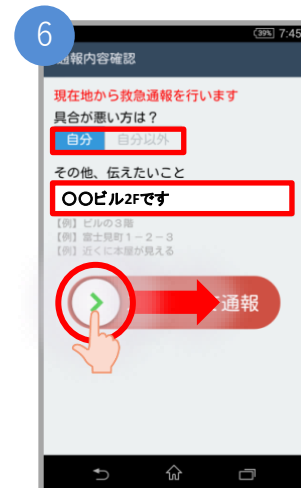 6
39% 7:45
通報内容確認
現在地から救急通報を行います
具合が悪い方は？
自分 自分以外
その他、伝えたいこと
〇〇ビル2Fです
【例】ビルの３階
【例】富士見町１－２－３
【例】近くに本屋が見える
通報